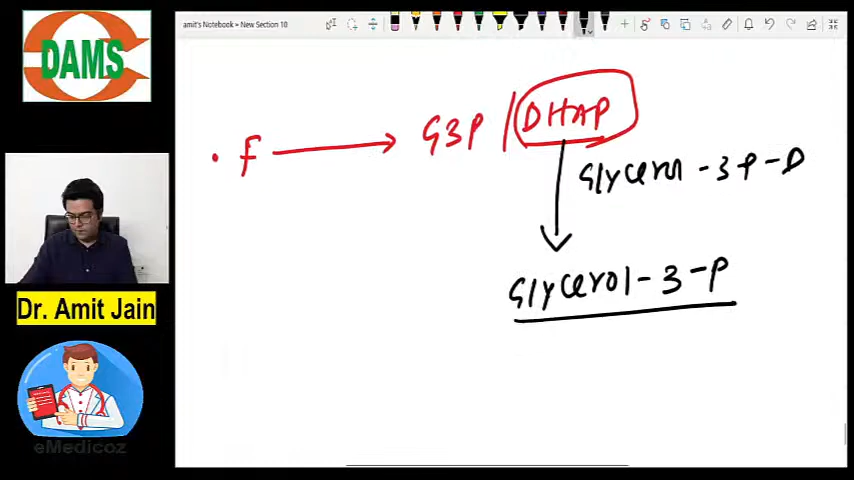 DAMS
amit's Notebook > New Section 10
• F → G3P / DHAP
Glycerol - 3 P - D
Glycerol - 3 - P
Dr. Amit Jain
eMedicoz